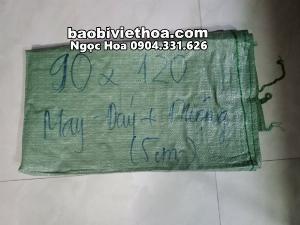 baobiviethoa.com
Ngọc Hoa 0904.331.626
90 x 120
May - Đáy + Miệng
(5cm)